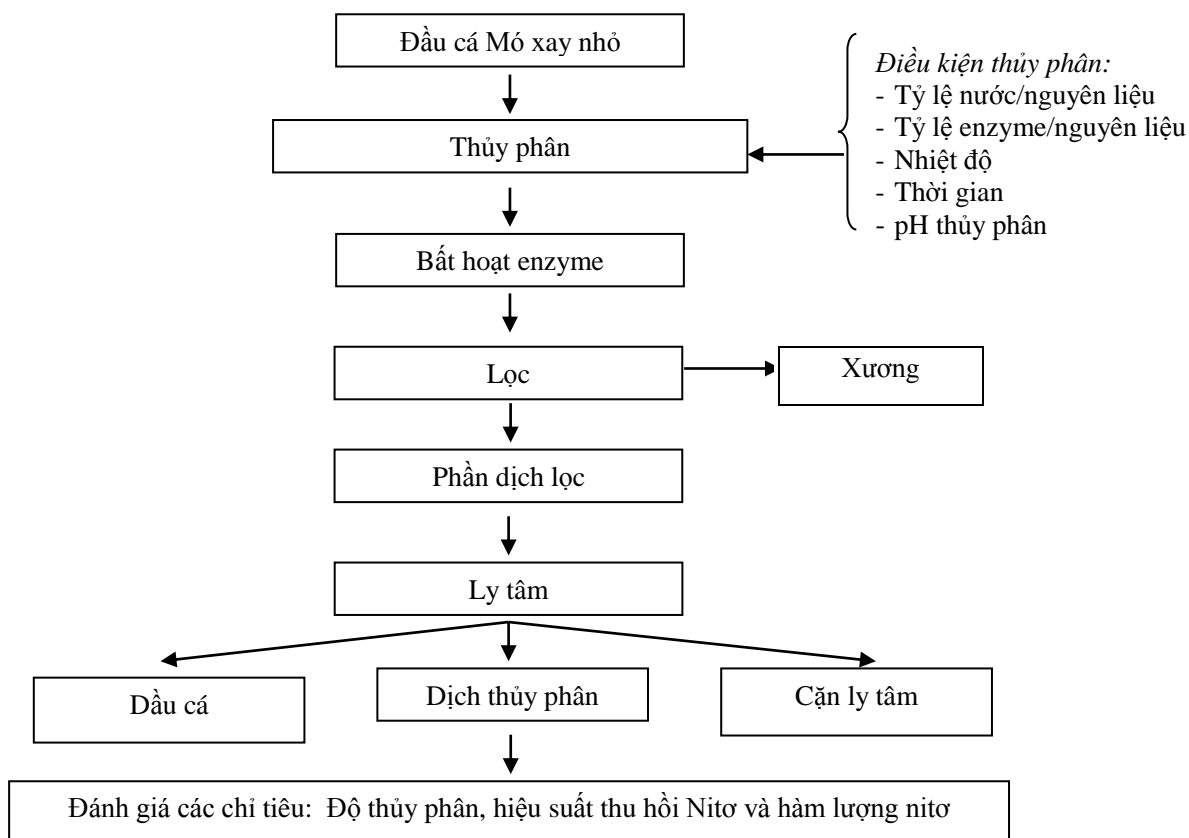 Đầu cá Mó xay nhỏ
Điều kiện thủy phân:
- Tỷ lệ nước/nguyên liệu
- Tỷ lệ enzyme/nguyên liệu
- Nhiệt độ
- Thời gian
- pH thủy phân
Thủy phân
Bất hoạt enzyme
Lọc
Xương
Phần dịch lọc
Ly tâm
Dầu cá
Dịch thủy phân
Cặn ly tâm
Đánh giá các chỉ tiêu: Độ thủy phân, hiệu suất thu hồi Nitơ và hàm lượng nitơ